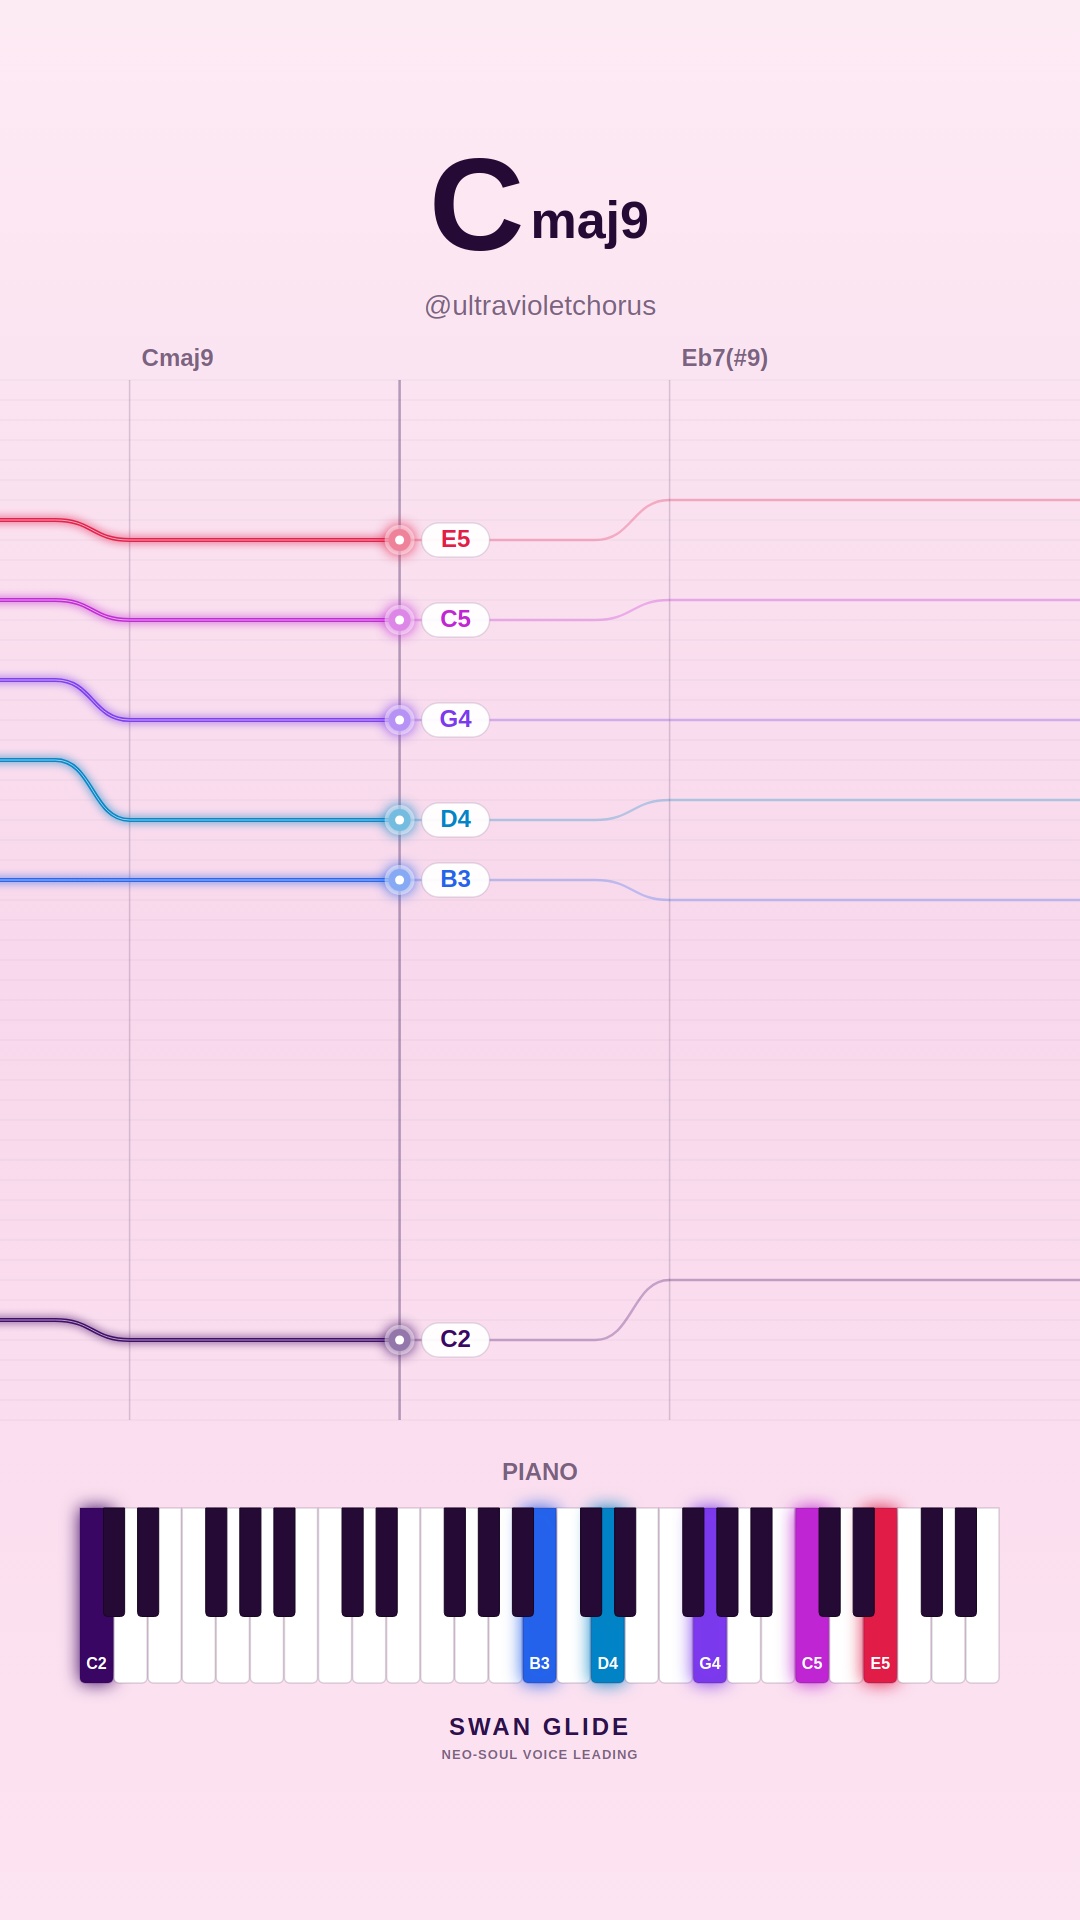 C maj9
@ultravioletchorus
Cmaj9 Eb7(#9)
E5
C5
G4
D4
B3
C2
PIANO
C2 B3 D4 G4 C5 E5
SWAN GLIDE
NEO-SOUL VOICE LEADING